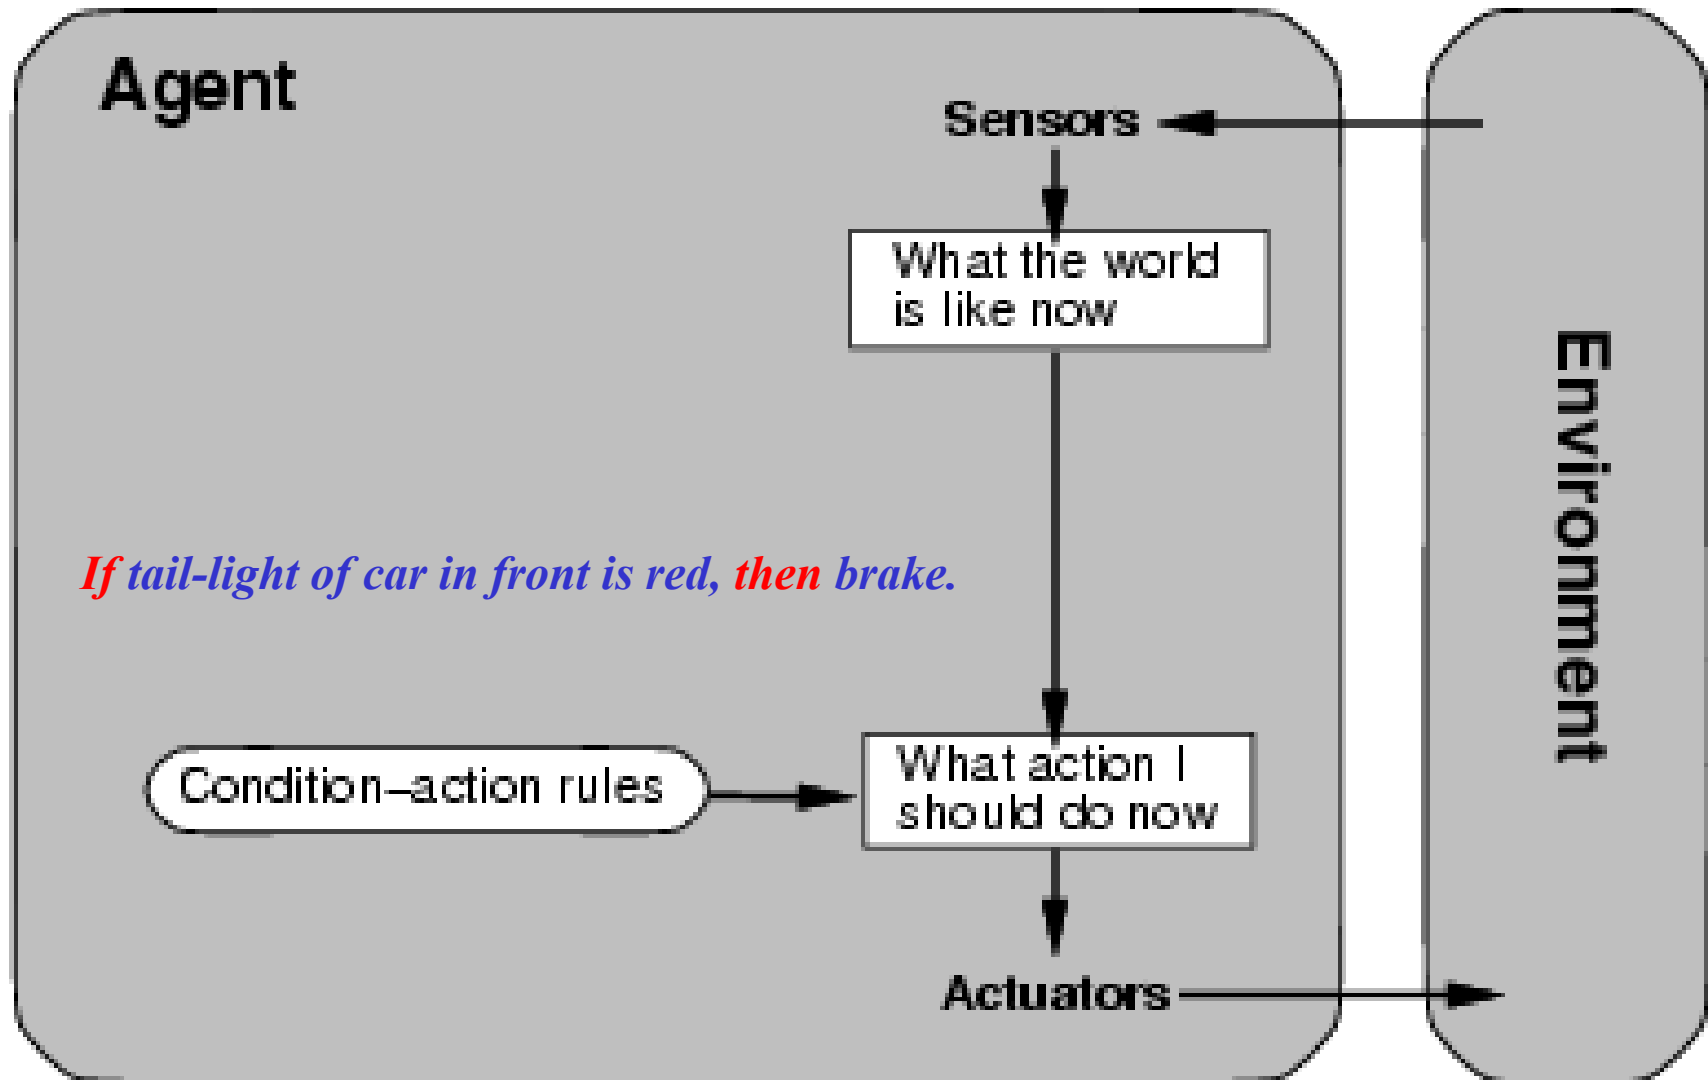 Agent
Sensors
What the world
is like now
Environment
If tail-light of car in front is red, then brake.
Condition–action rules
What action I
should do now
Actuators